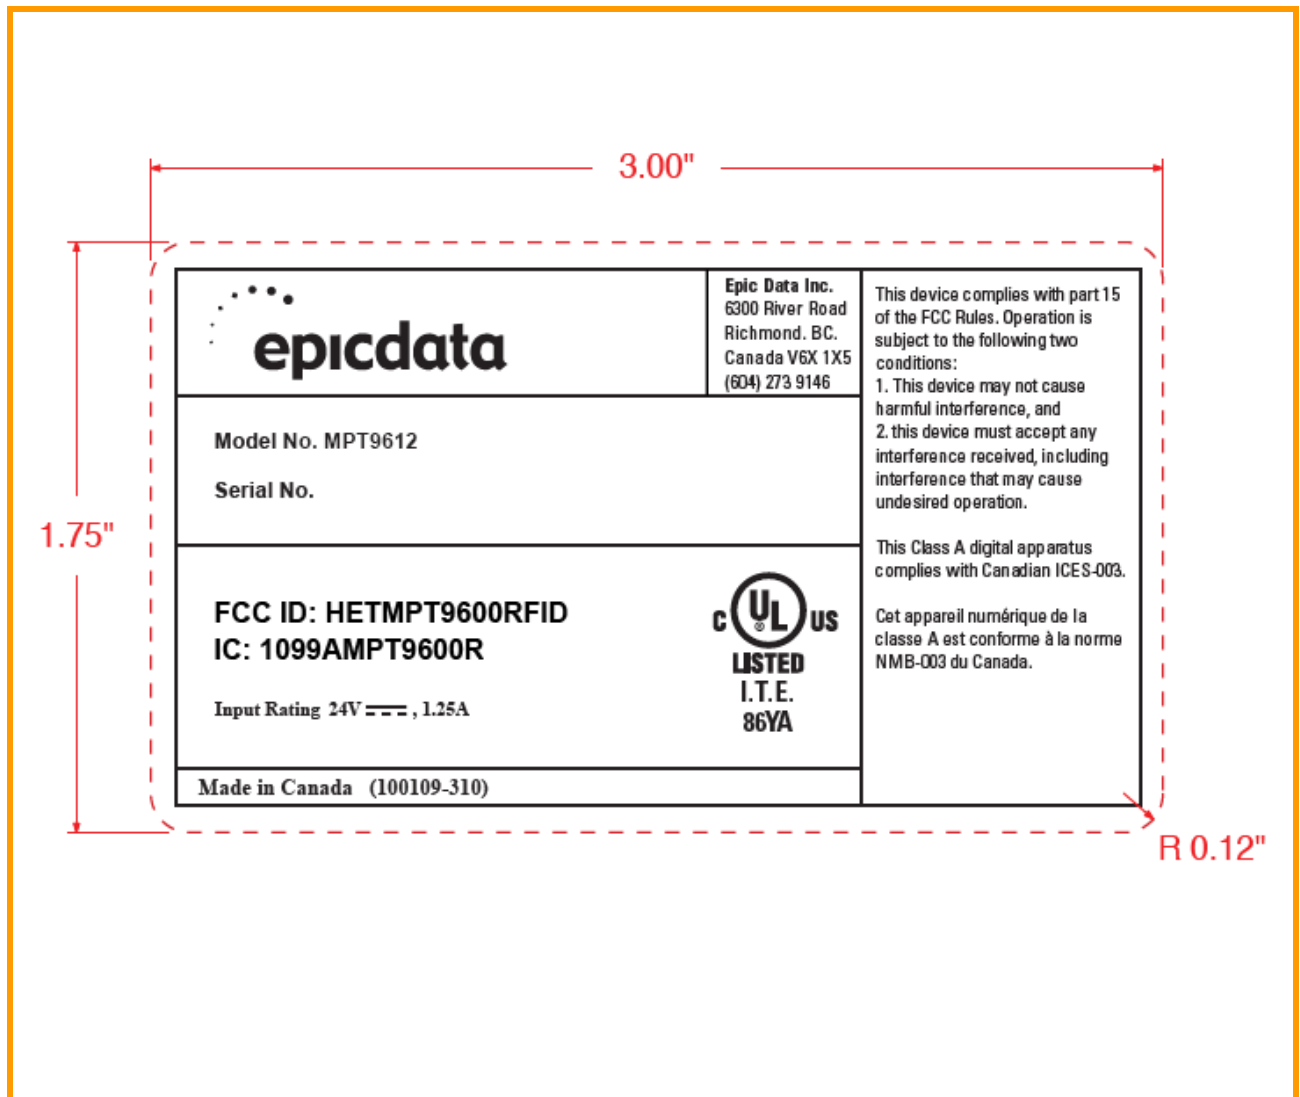 3.00"
1.75"
epicdata
Epic Data Inc.
6300 River Road
Richmond. BC.
Canada V6X 1X5
(604) 273 9146
Model No. MPT9612
Serial No.
FCC ID: HETMPT9600RFID
IC: 1099AMPT9600R
Input Rating 24V , 1.25A
C UL ® US
LISTED
I.T.E.
86YA
Made in Canada (100109-310)
This device complies with part 15
of the FCC Rules. Operation is
subject to the following two
conditions:
1. This device may not cause
harmful interference, and
2. this device must accept any
interference received, including
interference that may cause
undesired operation.
This Class A digital apparatus
complies with Canadian ICES-003.
Cet appareil numérique de la
classe A est conforme à la norme
NMB-003 du Canada.
R 0.12"